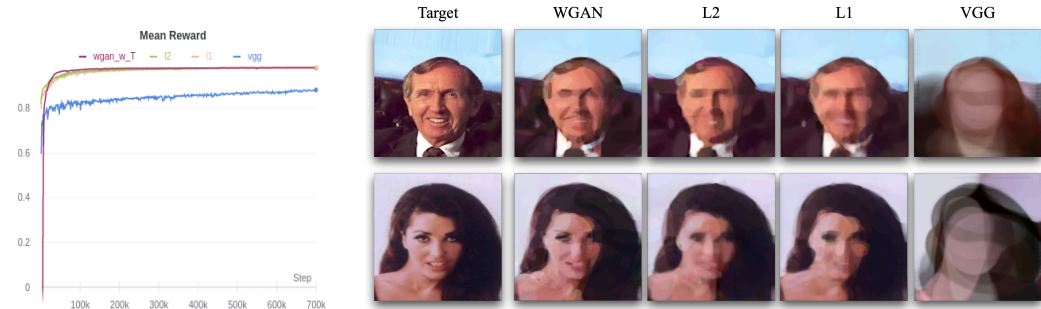 Mean Reward
wgan_w_T l2 l1 vgg
0.8
0.6
0.4
0.2
0
Step
100k 200k 300k 400k 500k 600k 700k
Target WGAN L2 L1 VGG